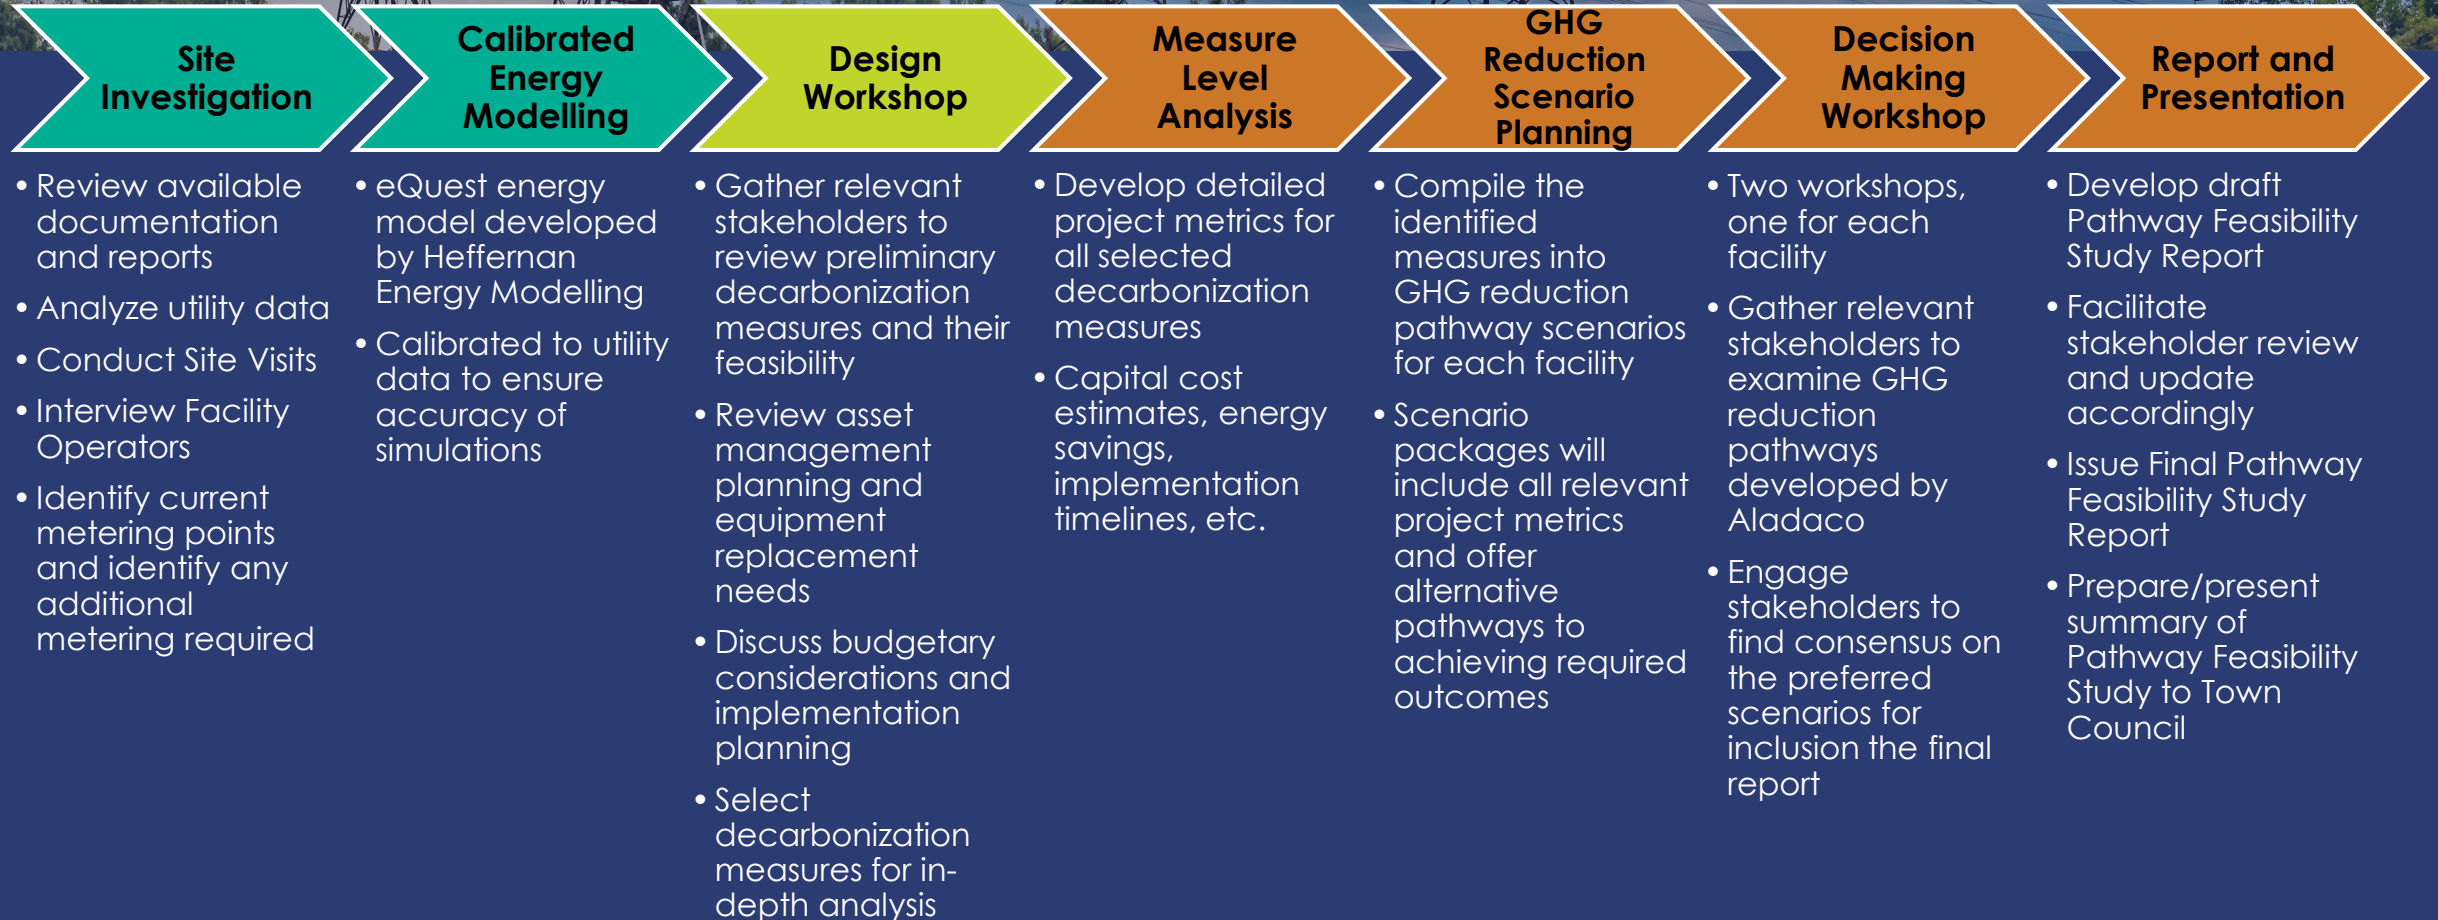 Site
Investigation
• Review available
documentation
and reports
• Analyze utility data
• Conduct Site Visits
• Interview Facility
Operators
• Identify current
metering points
and identify any
additional
metering required
Calibrated
Energy
Modelling
• eQuest energy
model developed
by Heffernan
Energy Modelling
• Calibrated to utility
data to ensure
accuracy of
simulations
Design
Workshop
• Gather relevant
stakeholders to
review preliminary
decarbonization
measures and their
feasibility
• Review asset
management
planning and
equipment
replacement
needs
• Discuss budgetary
considerations and
implementation
planning
• Select
decarbonization
measures for in-
depth analysis
Measure
Level
Analysis
• Develop detailed
project metrics for
all selected
decarbonization
measures
• Capital cost
estimates, energy
savings,
implementation
timelines, etc.
GHG
Reduction
Scenario
Planning
• Compile the
identified
measures into
GHG reduction
pathway scenarios
for each facility
• Scenario
packages will
include all relevant
project metrics
and offer
alternative
pathways to
achieving required
outcomes
Decision
Making
Workshop
• Two workshops,
one for each
facility
• Gather relevant
stakeholders to
examine GHG
reduction
pathways
developed by
Aladaco
• Engage
stakeholders to
find consensus on
the preferred
scenarios for
inclusion the final
report
Report and
Presentation
• Develop draft
Pathway Feasibility
Study Report
• Facilitate
stakeholder review
and update
accordingly
• Issue Final Pathway
Feasibility Study
Report
• Prepare/present
summary of
Pathway Feasibility
Study to Town
Council